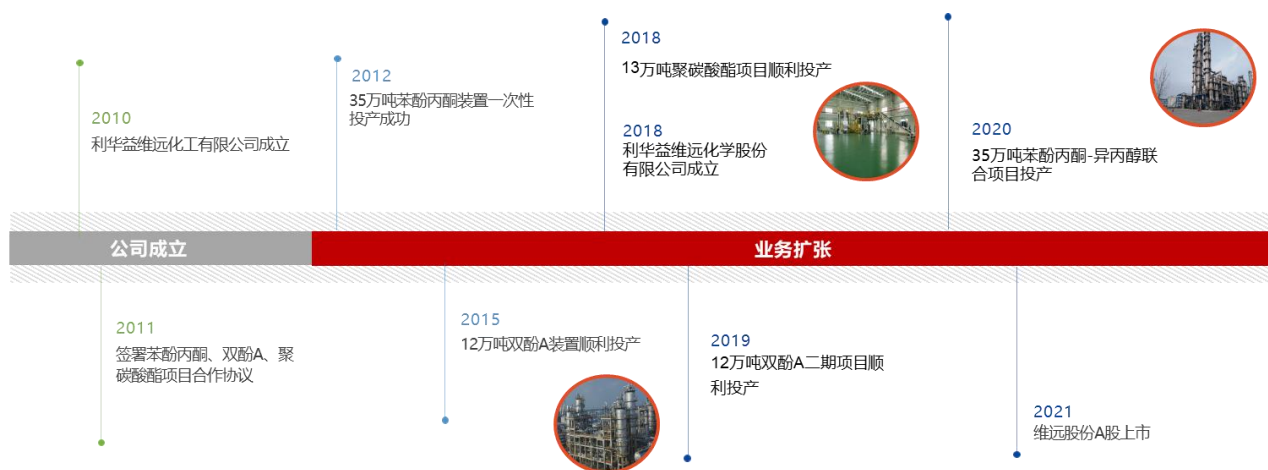 2010
利华益维远化工有限公司成立
2012
35万吨苯酚丙酮装置一次性
投产成功
2018
13万吨聚碳酸酯项目顺利投产
2018
利华益维远化学股份
有限公司成立
2020
35万吨苯酚丙酮-异丙醇联
合项目投产
公司成立
业务扩张
2011
签署苯酚丙酮、双酚A、聚
碳酸酯项目合作协议
2015
12万吨双酚A装置顺利投产
2019
12万吨双酚A二期项目顺
利投产
2021
维远股份A股上市